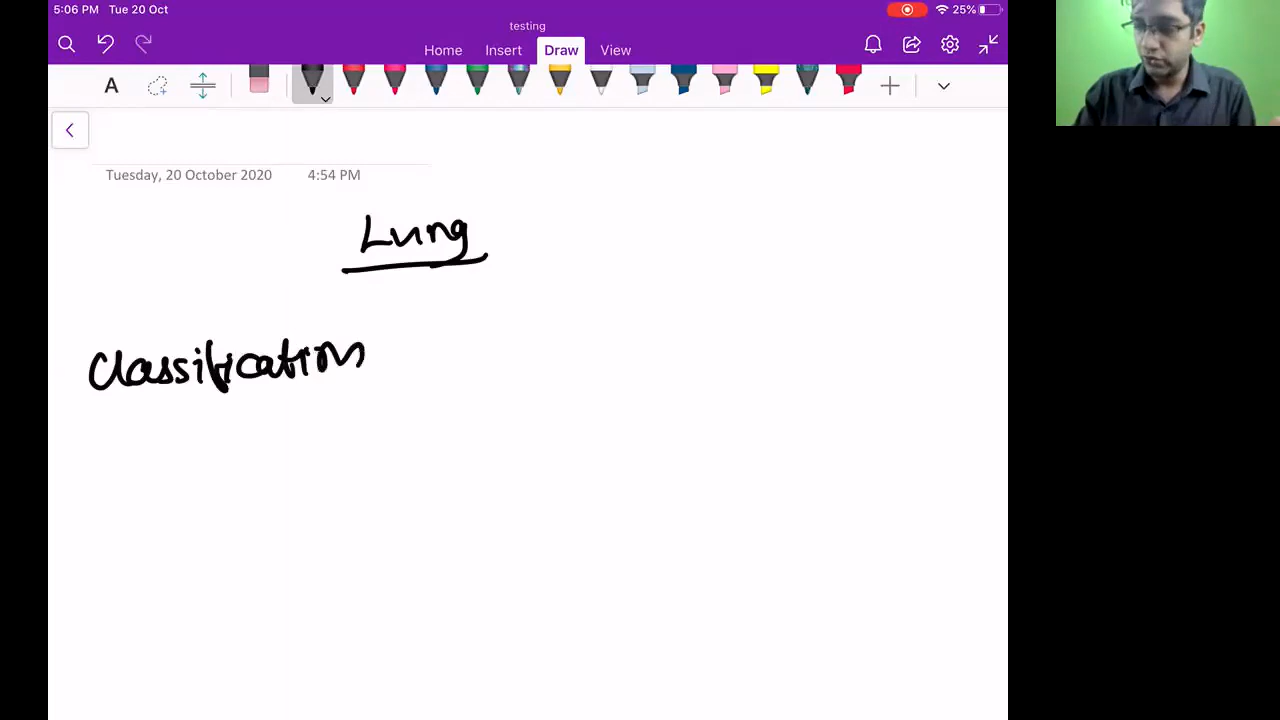 5:06 PM Tue 20 Oct 25%
testing
Home Insert Draw View
A
Tuesday, 20 October 2020 4:54 PM
Lung
Classification